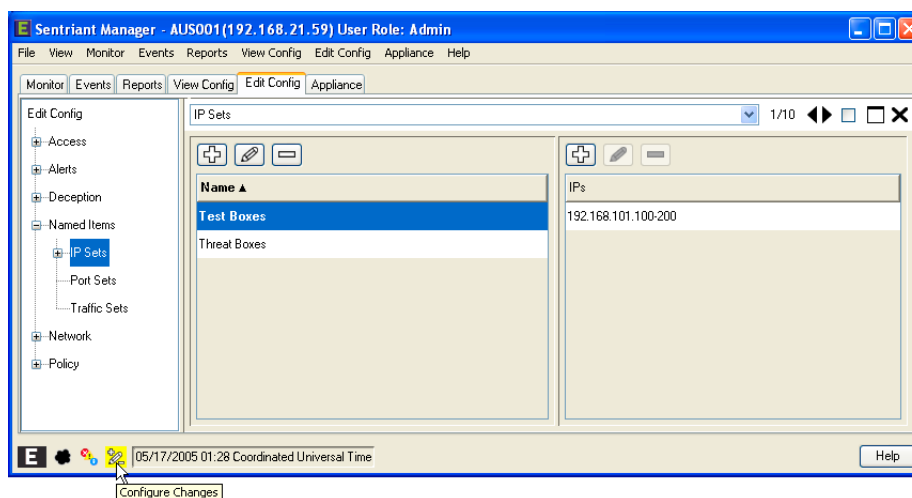 E Sentriant Manager - AUS001(192.168.21.59) User Role: Admin
File View Monitor Events Reports View Config Edit Config Appliance Help
Monitor Events Reports View Config Edit Config Appliance
Edit Config
IP Sets
1/10
Access
Alerts
Deception
Named Items
IP Sets
Port Sets
Traffic Sets
Network
Policy
Name
Test Boxes
Threat Boxes
IPs
192.168.101.100-200
E
05/17/2005 01:28 Coordinated Universal Time
Help
Configure Changes